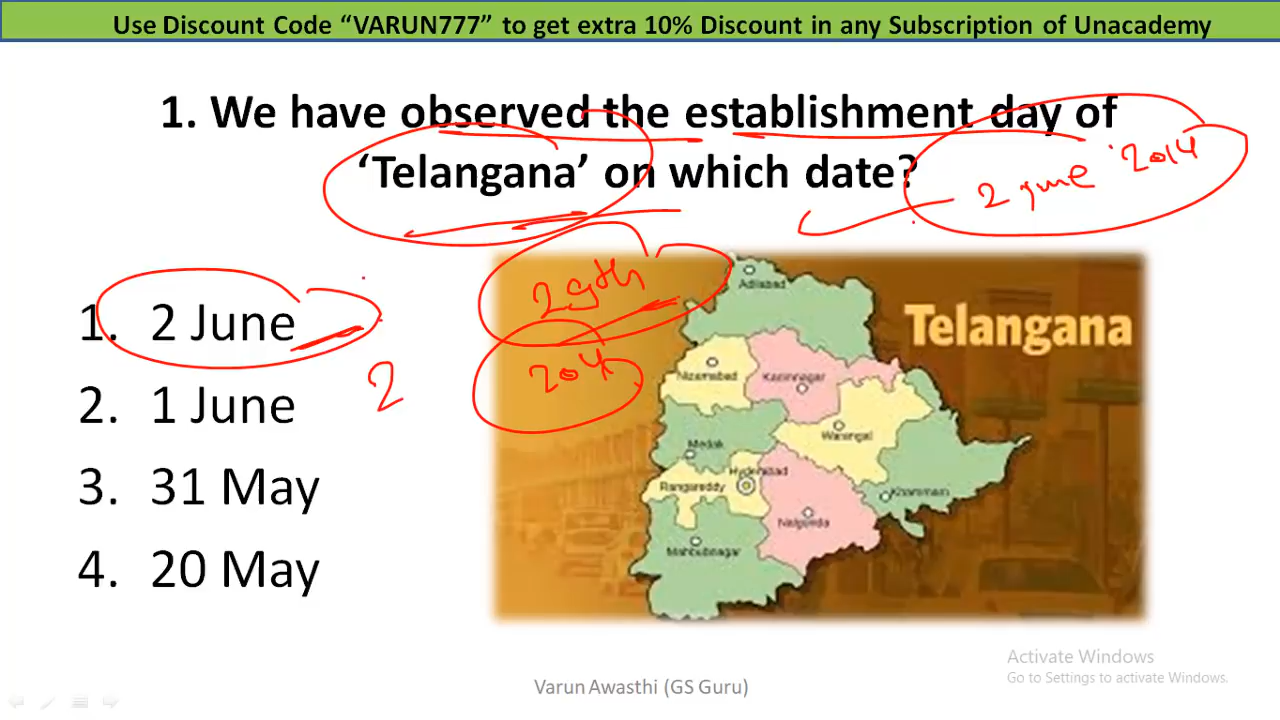 Use Discount Code “VARUN777” to get extra 10% Discount in any Subscription of Unacademy
1. We have observed the establishment day of
‘Telangana’ on which date?
2 June 2014
1. 2 June
2. 1 June
3. 31 May
4. 20 May
2
29th
2014
Telangana
Adilabad
Nizamabad
Karimnagar
Warangal
Medak
Hyderabad
Rangareddy
Khammam
Nalgonda
Mahbubnagar
Varun Awasthi (GS Guru)
Activate Windows
Go to Settings to activate Windows.